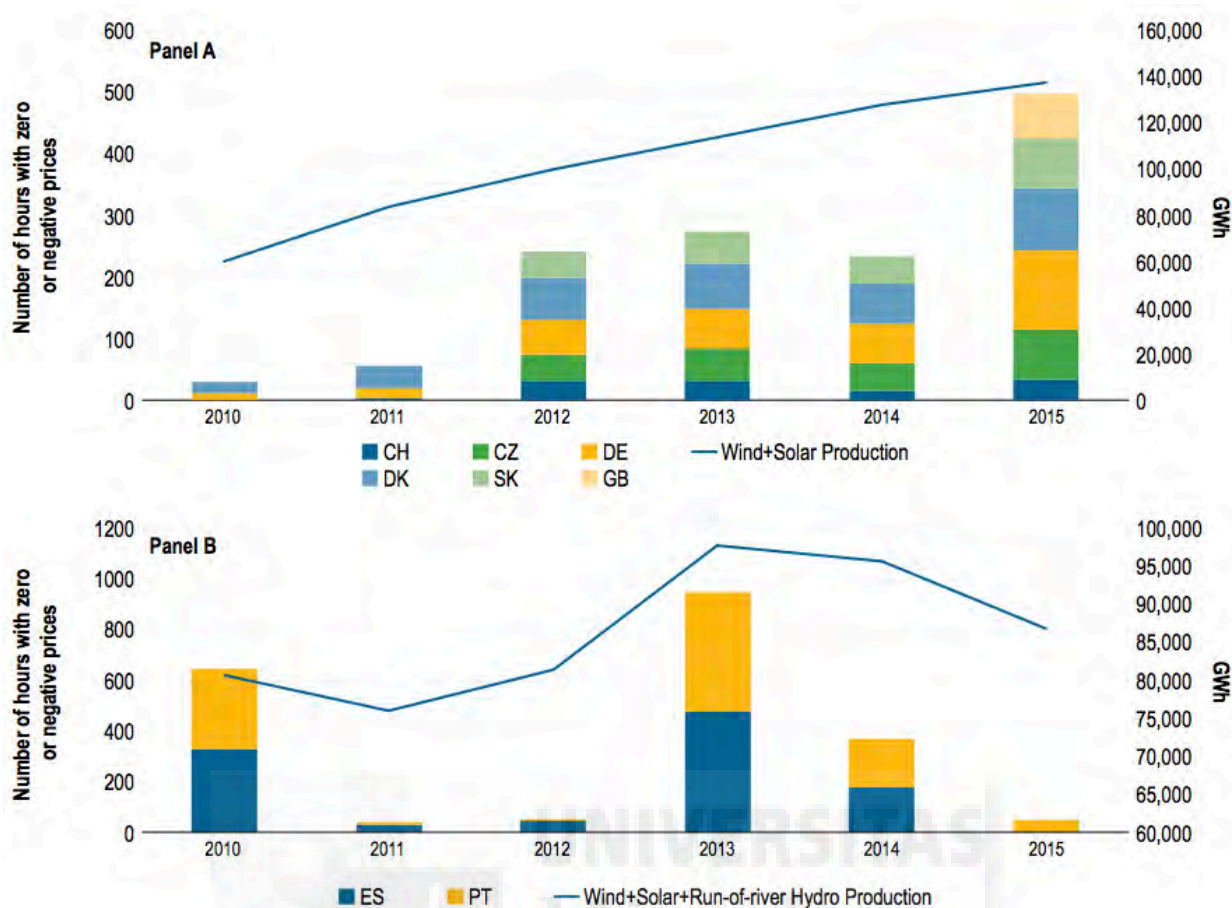 Panel A
Number of hours with zero
or negative prices
600
500
400
300
200
100
0
160,000
140,000
120,000
100,000
80,000
60,000
40,000
20,000
0
GWh
2010 2011 2012 2013 2014 2015
CH CZ DE Wind+Solar Production
DK SK GB
Panel B
Number of hours with zero
or negative prices
1200
1000
800
600
400
200
0
100,000
95,000
90,000
85,000
80,000
75,000
70,000
65,000
60,000
GWh
UNIVERSITAS
2010 2011 2012 2013 2014 2015
ES PT Wind+Solar+Run-of-river Hydro Production